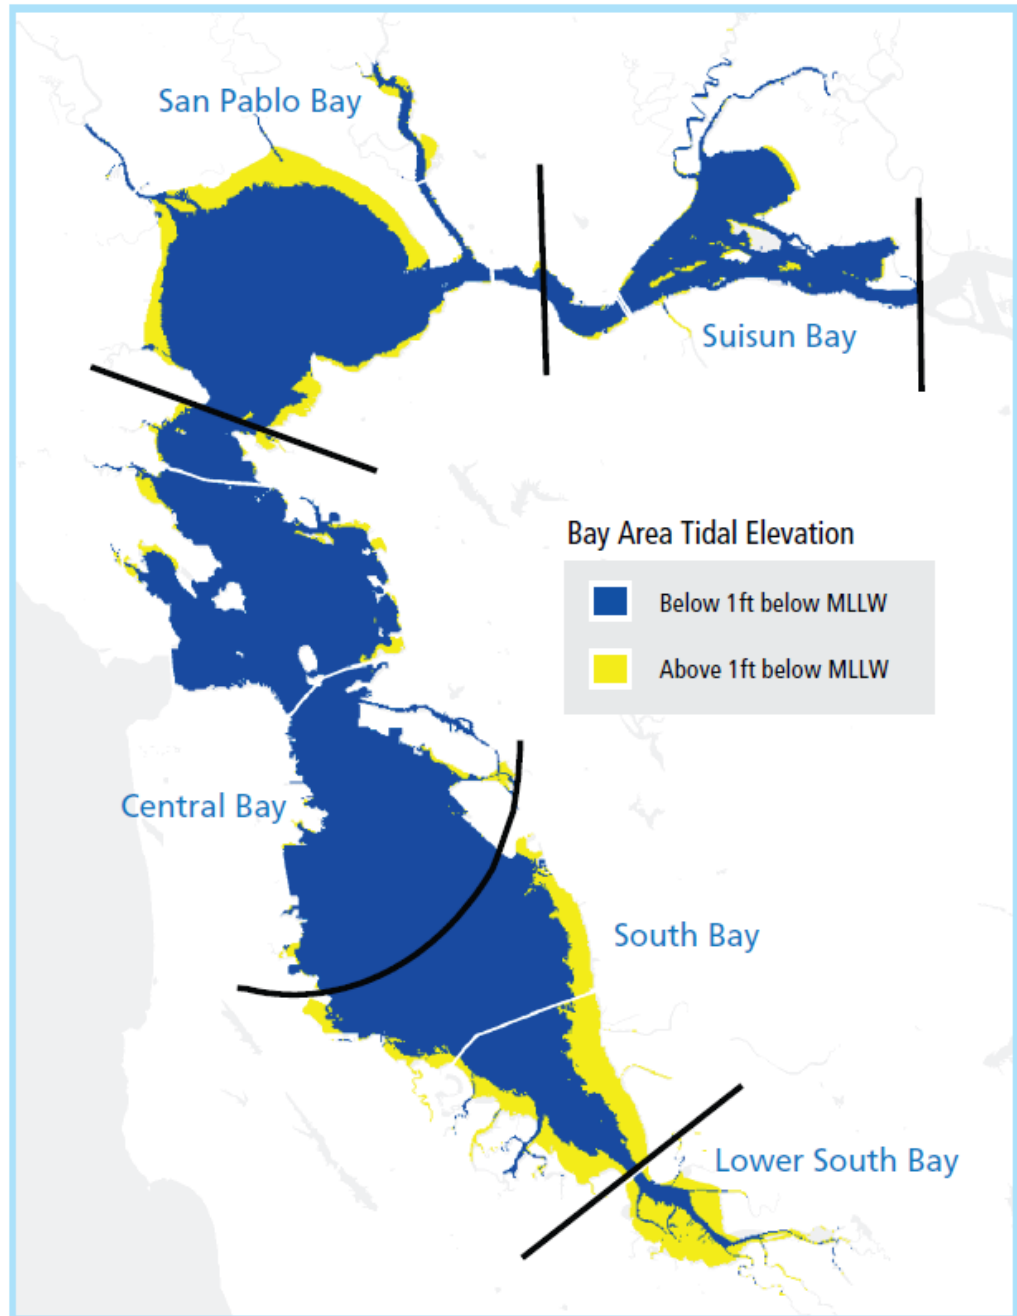 San Pablo Bay
Suisun Bay
Bay Area Tidal Elevation
Below 1ft below MLLW
Above 1ft below MLLW
Central Bay
South Bay
Lower South Bay